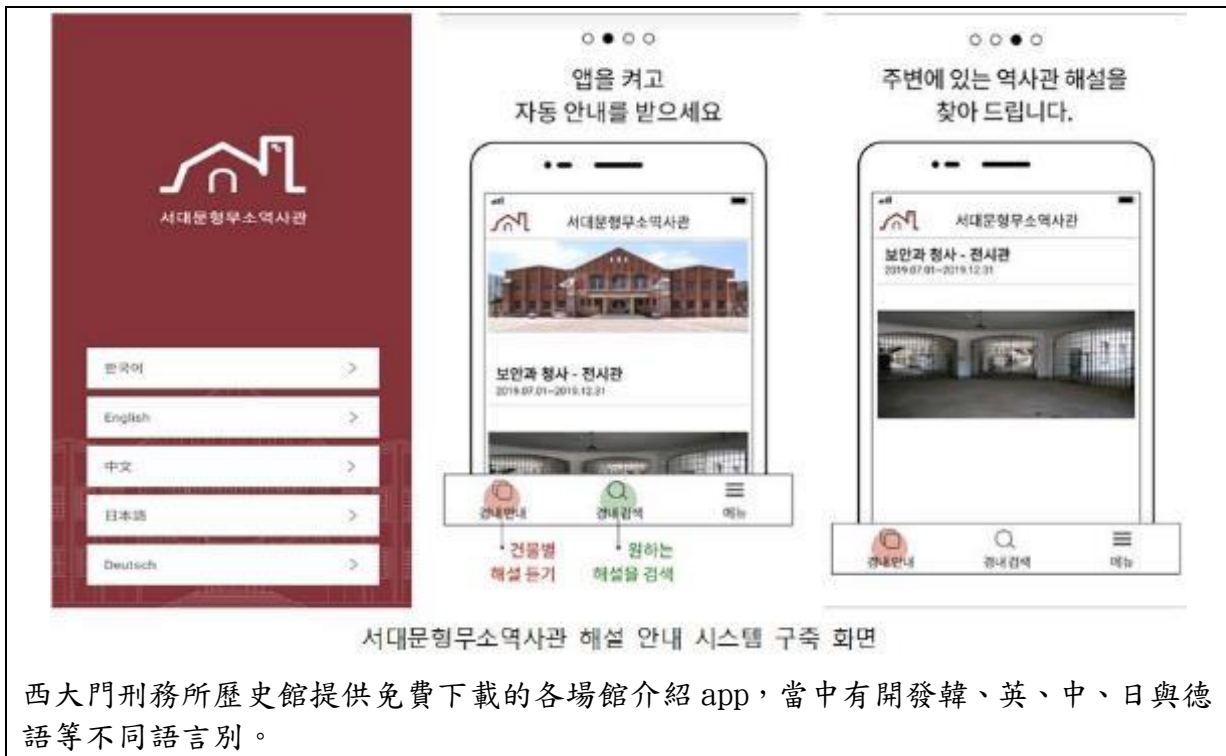 서대문형무소역사관
한국어
English
中文
日本語
Deutsch
앱을 켜고
자동 안내를 받으세요
서대문형무소역사관
보안과 청사 - 전시관
2019.07.01~2019.12.31
경내안내
경내검색
메뉴
• 건물별
해설 듣기
• 원하는
해설을 검색
주변에 있는 역사관 해설을
찾아 드립니다.
서대문형무소역사관
보안과 청사 - 전시관
2019.07.01~2019.12.31
경내안내
경내검색
메뉴
서대문형무소역사관 해설 안내 시스템 구축 화면
西大門刑務所歷史館提供免費下載的各場館介紹 app，當中有開發韓、英、中、日與德
語等不同語言別。